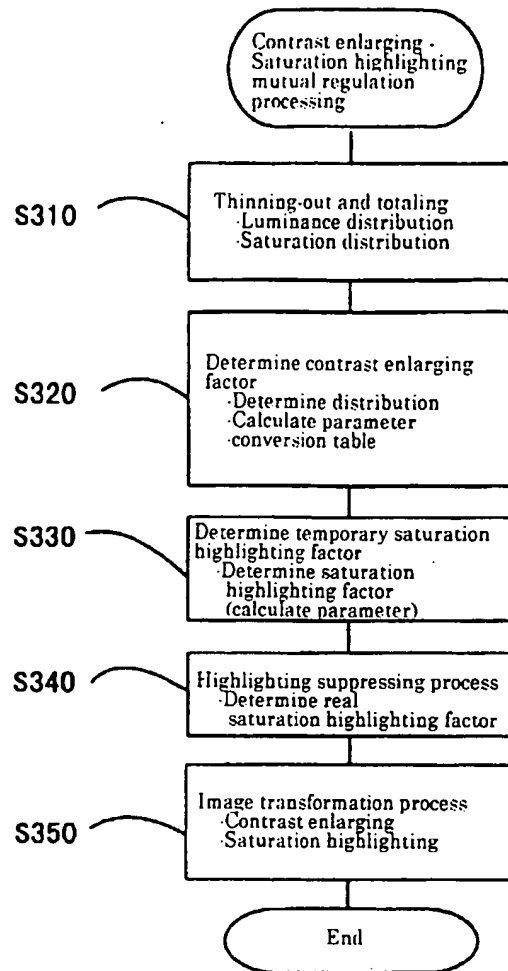 Contrast enlarging ·
Saturation highlighting
mutual regulation
processing
S310
Thinning-out and totaling
·Luminance distribution
·Saturation distribution
S320
Determine contrast enlarging
factor
·Determine distribution
·Calculate parameter
·conversion table
S330
Determine temporary saturation
highlighting factor
·Determine saturation
highlighting factor
(calculate parameter)
S340
Highlighting suppressing process
·Determine real
saturation highlighting factor
S350
Image transformation process
·Contrast enlarging
·Saturation highlighting
End